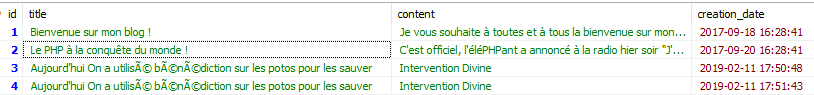 id title content creation_date
1 Bienvenue sur mon blog ! Je vous souhaite à toutes et à tous la bienvenue sur mon... 2017-09-18 16:28:41
2 Le PHP à la conquête du monde ! C'est officiel, l'éléPHPant a annoncé à la radio hier soir "J'... 2017-09-20 16:28:41
3 Aujourd'hui On a utilisÃ© bÃ©nÃ©diction sur les potos pour les sauver Intervention Divine 2019-02-11 17:50:48
4 Aujourd'hui On a utilisÃ© bÃ©nÃ©diction sur les potos pour les sauver Intervention Divine 2019-02-11 17:51:43